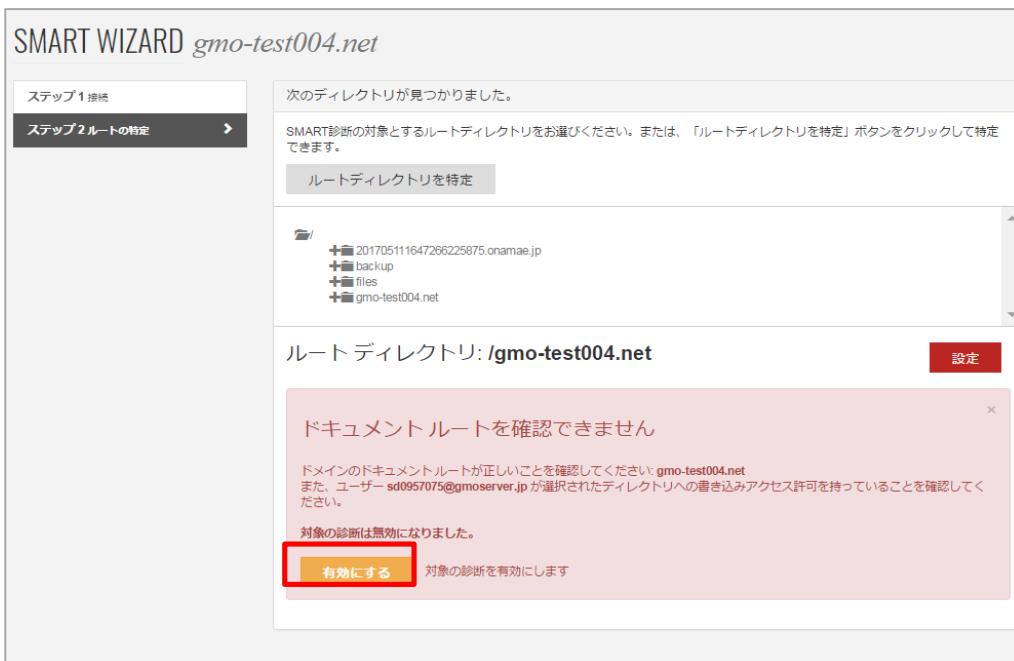 SMART WIZARD gmo-test004.net
ステップ 1 接続
ステップ 2 ルートの特定
次のディレクトリが見つかりました。
SMART診断の対象とするルートディレクトリをお選びください。または、「ルートディレクトリを特定」ボタンをクリックして特定
できます。
ルートディレクトリを特定
/
201705111647266225875.onamae.jp
backup
files
gmo-test004.net
ルート ディレクトリ: /gmo-test004.net
設定
×
ドキュメント ルートを確認できません
ドメインのドキュメント ルートが正しいことを確認してください: gmo-test004.net
また、ユーザー sd0957075@gmoserver.jp が選択されたディレクトリへの書き込みアクセス許可を持っていることを確認してく
ださい。
対象の診断は無効になりました。
有効にする 対象の診断を有効にします